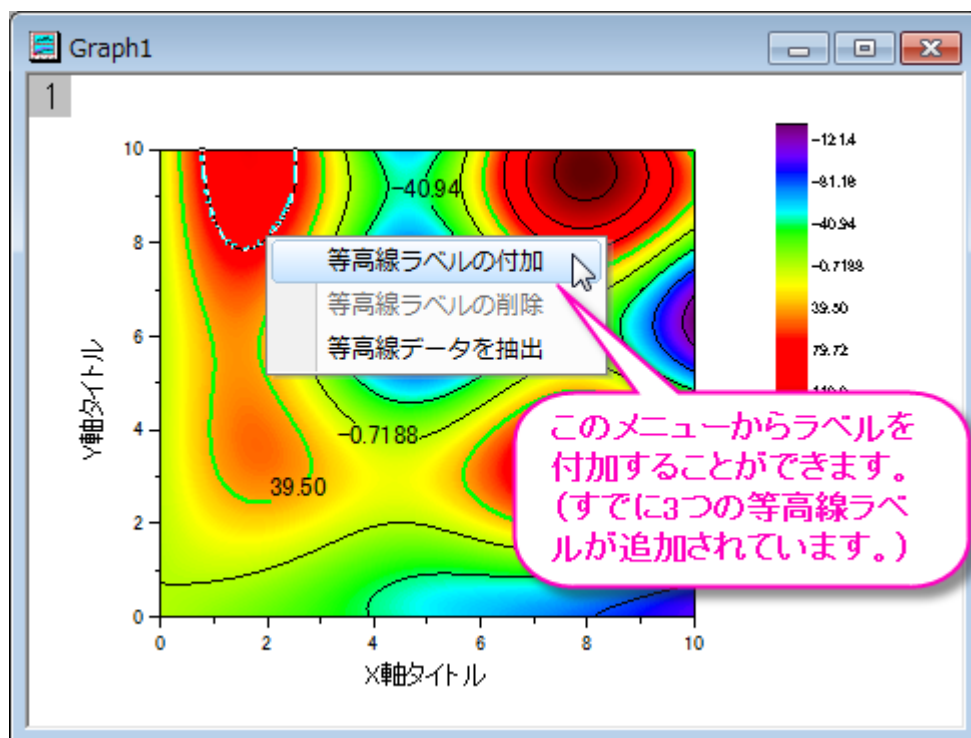 Graph1
1
10
8
6
4
2
0
Y軸タイトル
-40.94
-0.7188
39.50
等高線ラベルの付加
等高線ラベルの削除
等高線データを抽出
-121.4
-81.16
-40.94
-0.7188
39.50
79.72
このメニューからラベルを
付加することができます。
(すでに3つの等高線ラベ
ルが追加されています。)
0 2 4 6 8 10
X軸タイトル